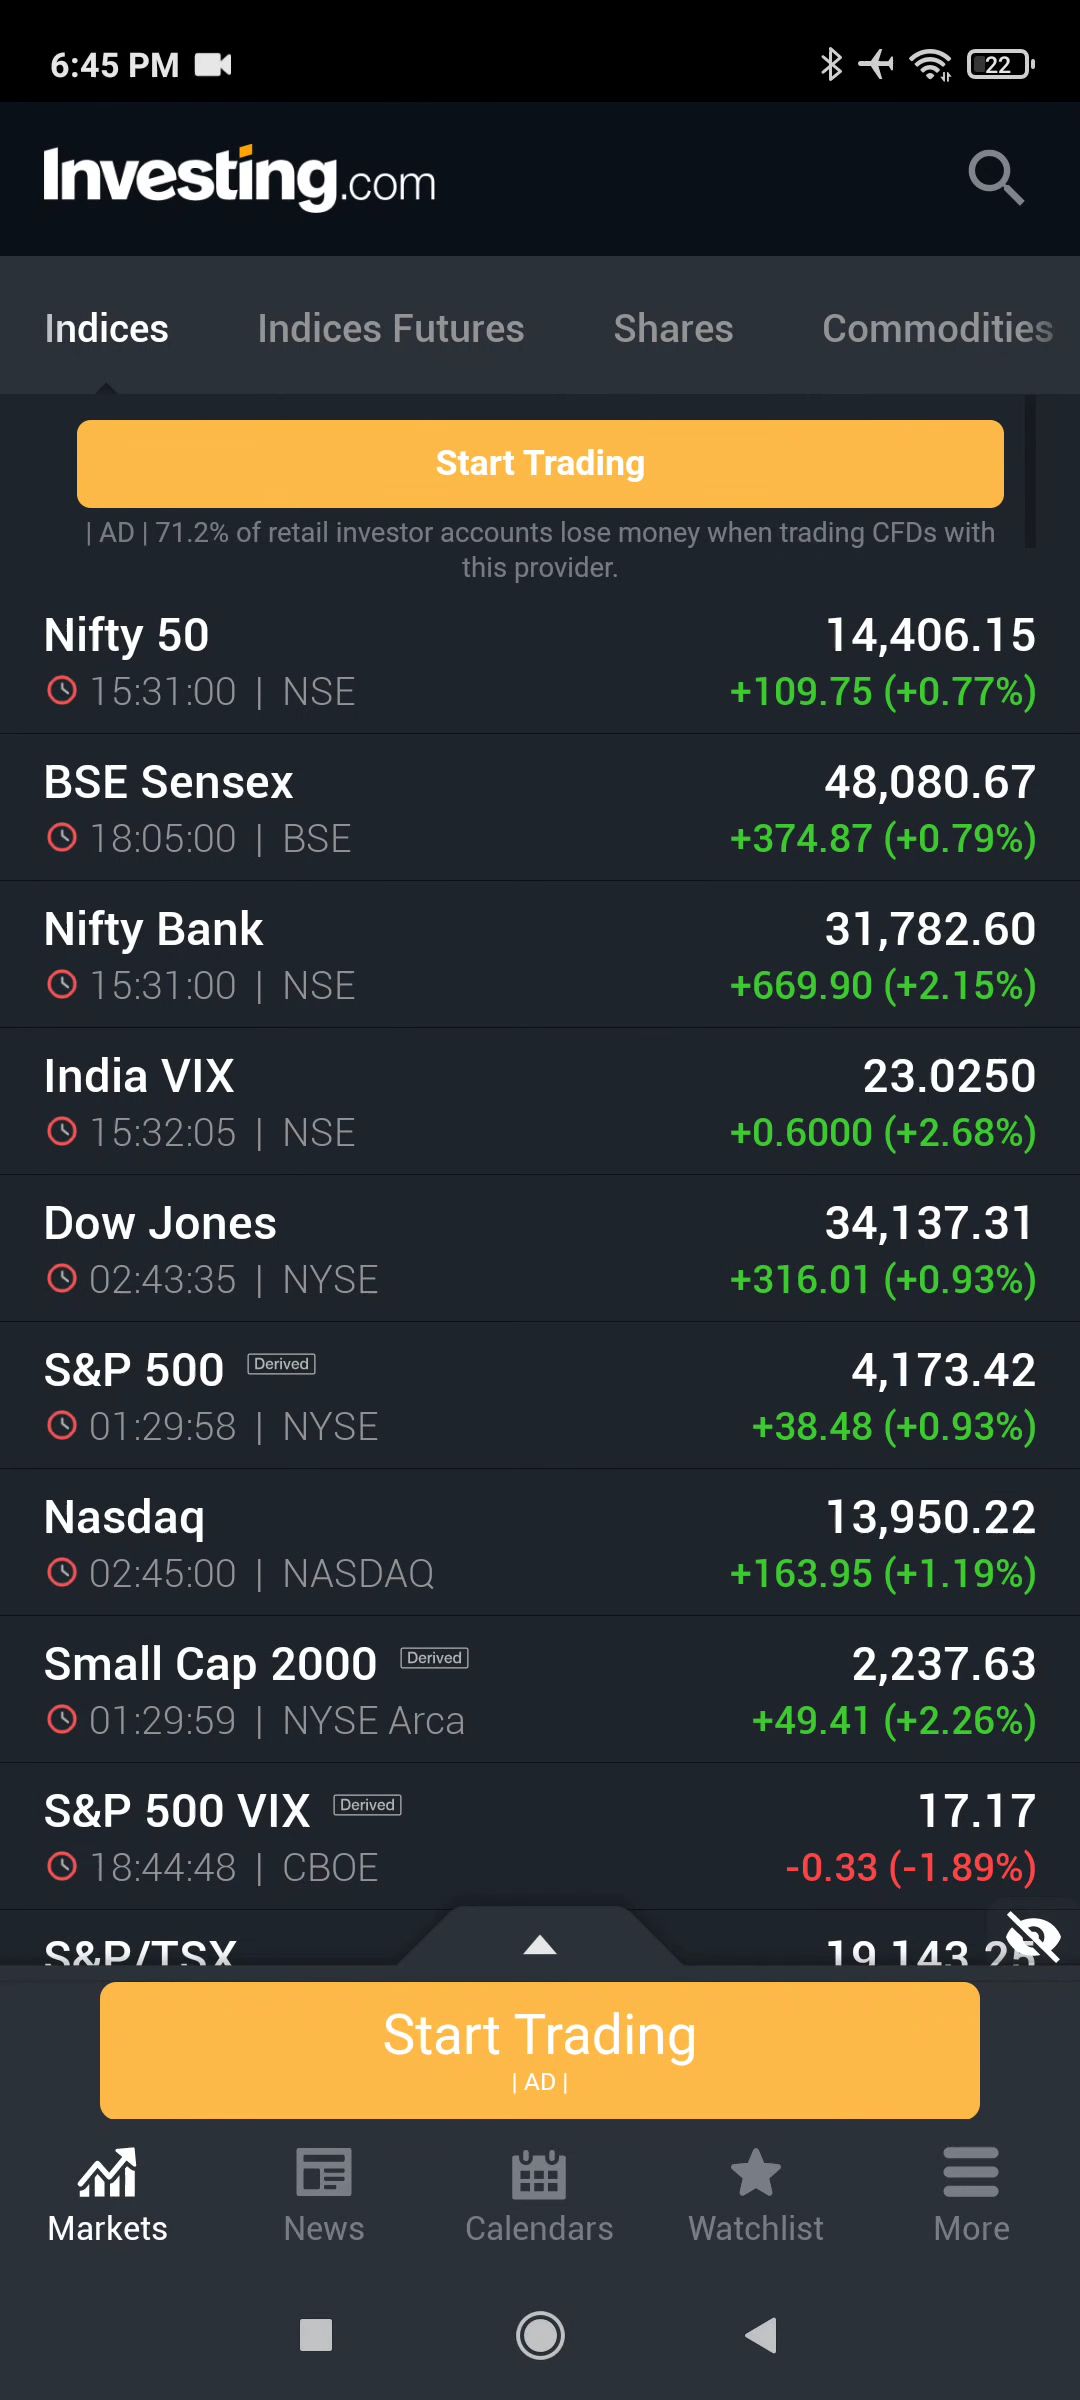 6:45 PM 22
Investing.com
Indices Indices Futures Shares Commodities
Start Trading
| AD | 71.2% of retail investor accounts lose money when trading CFDs with
this provider.
Nifty 50 14,406.15
15:31:00 | NSE +109.75 (+0.77%)
BSE Sensex 48,080.67
18:05:00 | BSE +374.87 (+0.79%)
Nifty Bank 31,782.60
15:31:00 | NSE +669.90 (+2.15%)
India VIX 23.0250
15:32:05 | NSE +0.6000 (+2.68%)
Dow Jones 34,137.31
02:43:35 | NYSE +316.01 (+0.93%)
S&P 500 Derived 4,173.42
01:29:58 | NYSE +38.48 (+0.93%)
Nasdaq 13,950.22
02:45:00 | NASDAQ +163.95 (+1.19%)
Small Cap 2000 Derived 2,237.63
01:29:59 | NYSE Arca +49.41 (+2.26%)
S&P 500 VIX Derived 17.17
18:44:48 | CBOE -0.33 (-1.89%)
S&P/TSX 19,143.25
Start Trading
| AD |
Markets News Calendars Watchlist More